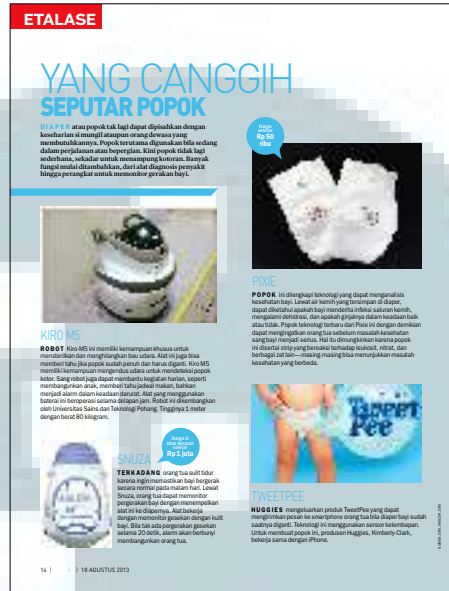 ETALASE
YANG CANGGIH
SEPUTAR POPOK
DIAPER atau popok tak lagi dapat dipisahkan dengan
keseharian si mungil ataupun orang dewasa yang
membutuhkannya. Popok terutama digunakan bila sedang
dalam perjalanan atau bepergian. Kini popok tidak lagi
sederhana, sekadar untuk menampung kotoran. Banyak
fungsi mulai ditambahkan, dari alat diagnosis penyakit
hingga perangkat untuk memonitor gerakan bayi.
Harga
sekitar
Rp 50
ribu
KIRO M5
ROBOT Kiro-M5 ini memiliki kemampuan khusus untuk
mensterilkan dan menghilangkan bau udara. Alat ini juga bisa
memberi tahu jika popok sudah penuh dan harus diganti. Kiro M5
memiliki kemampuan mengendus udara untuk mendeteksi popok
kotor. Sang robot juga dapat membantu kegiatan harian, seperti
membangunkan anak, memberi tahu jadwal makan, bahkan
menjadi alarm dalam keadaan darurat. Alat yang menggunakan
baterai ini beroperasi selama delapan jam. Robot ini dikembangkan
oleh Universitas Sains dan Teknologi Pohang. Tingginya 1 meter
dengan berat 80 kilogram.
PIXIE
POPOK ini dilengkapi teknologi yang dapat menganalisis
kesehatan bayi. Lewat air kemih yang tersimpan di diaper,
dapat diketahui apakah bayi menderita infeksi saluran kemih,
mengalami dehidrasi, dan apakah ginjalnya dalam keadaan baik
atau tidak. Popok teknologi terbaru dari Pixie ini dengan demikian
dapat mengingatkan orang tua sebelum masalah kesehatan
sang bayi menjadi serius. Hal itu dimungkinkan karena popok
ini disertai strip yang bereaksi terhadap leukosit, nitrat, dan
berbagai zat lain—masing-masing bisa menunjukkan masalah
kesehatan yang berbeda.
Harga di
Rp 1 juta
SNUZA
TERKADANG orang tua sulit tidur
karena ingin memastikan bayi bergerak
secara normal pada malam hari. Lewat
Snuza, orang tua dapat memonitor
pergerakan bayi dengan menempelkan
alat ini ke diapernya. Alat bekerja
dengan memonitor gesekan dengan kulit
bayi. Bila tak ada pergerakan gesekan
selama 20 detik, alarm akan berbunyi
membangunkan orang tua.
Tweet
Pee
TWEETPEE
HUGGIES mengeluarkan produk TweetPee yang dapat
mengirimkan pesan ke smartphone orang tua bila diaper bayi sudah
saatnya diganti. Teknologi ini menggunakan sensor kelembapan.
Untuk membuat popok ini, produsen Huggies, Kimberly-Clark,
bekerja sama dengan iPhone.
14 | | 18 AGUSTUS 2013